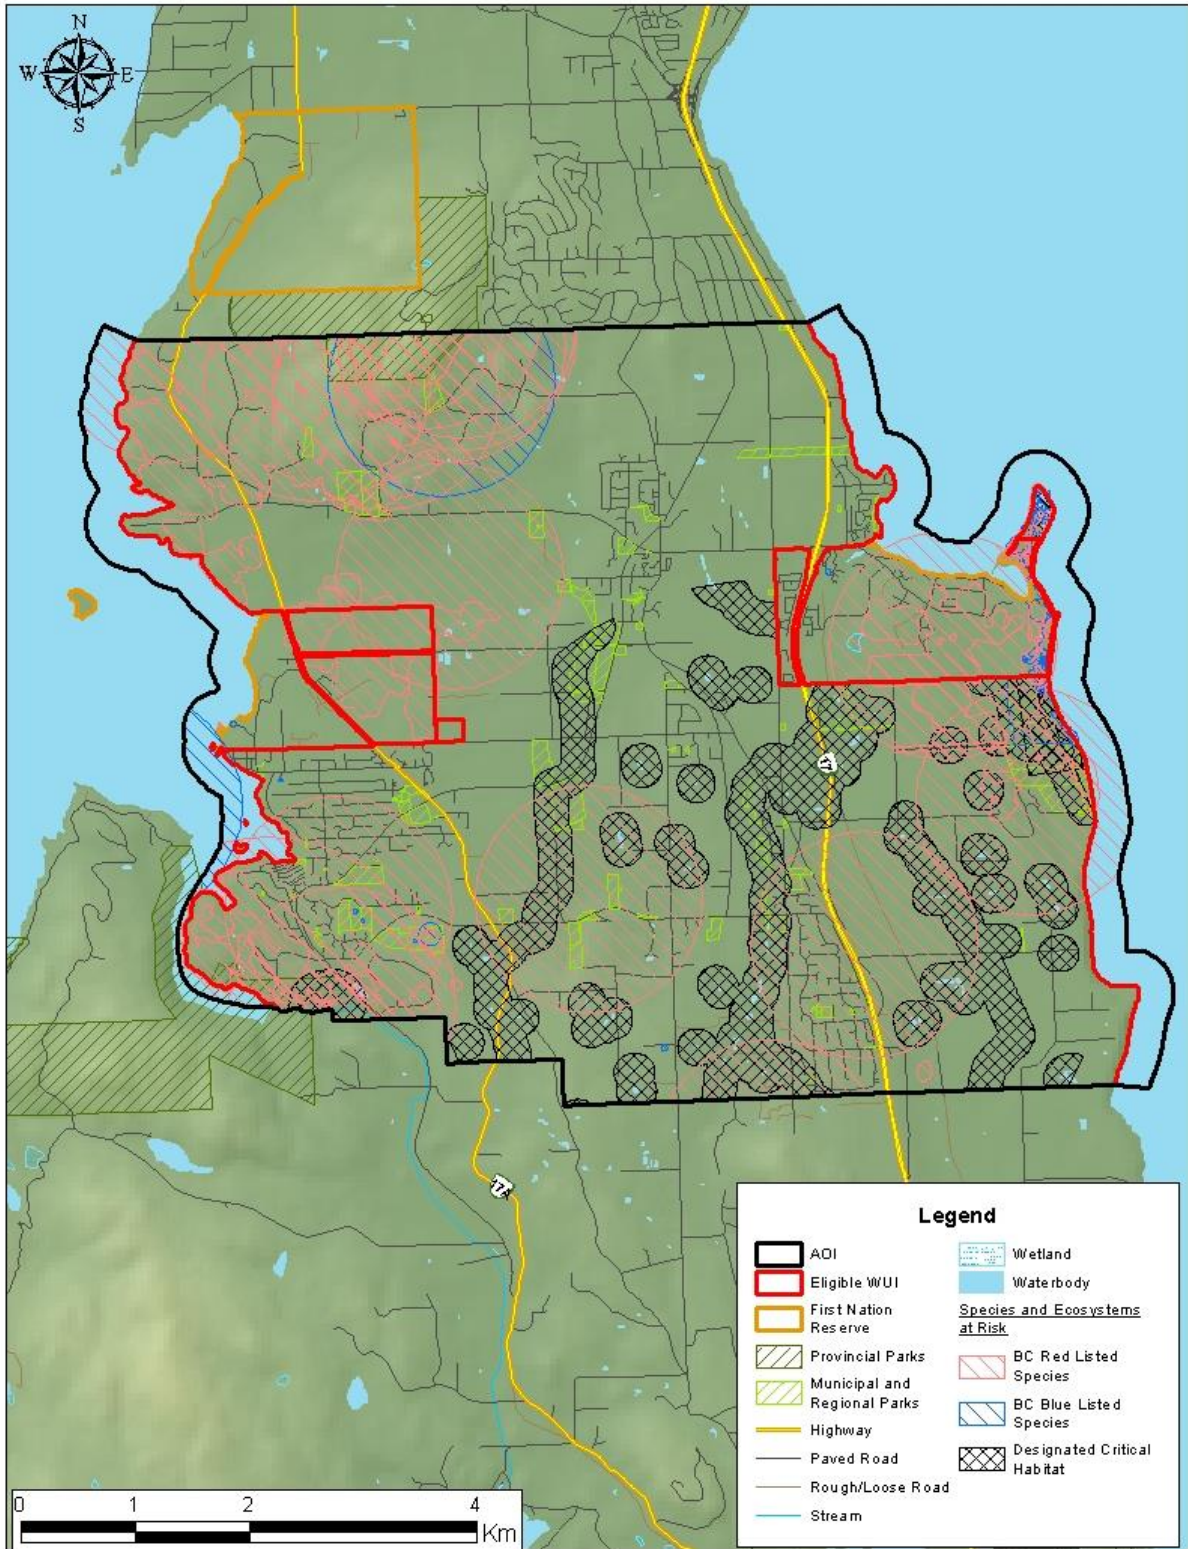 N
W E
S
17
17A
Legend
AOI
Eligible WUI
First Nation
Reserve
Provincial Parks
Municipal and
Regional Parks
Highway
Paved Road
Rough/Loose Road
Stream
Wetland
Waterbody
Species and Ecosystems
at Risk
BC Red Listed
Species
BC Blue Listed
Species
Designated Critical
Habitat
0 1 2 4
Km